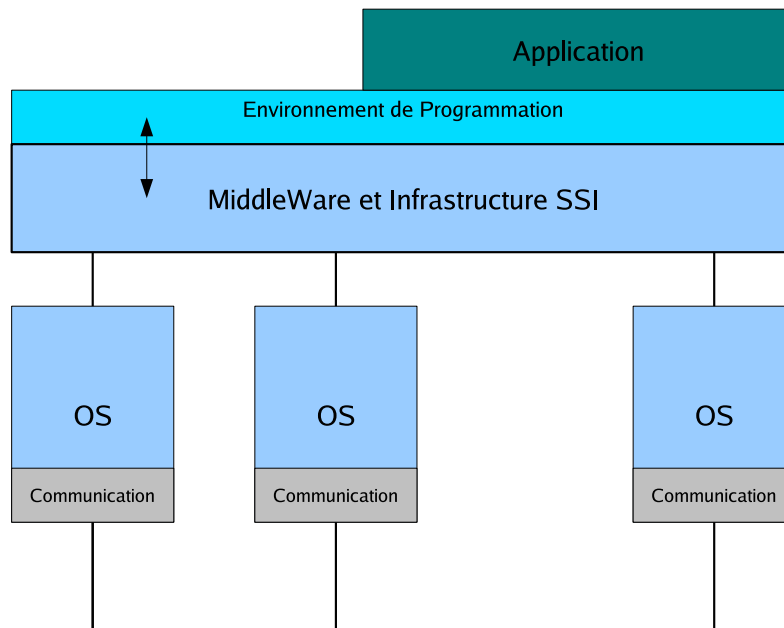 Application
Environnement de Programmation
MiddleWare et Infrastructure SSI
OS
OS
OS
Communication
Communication
Communication